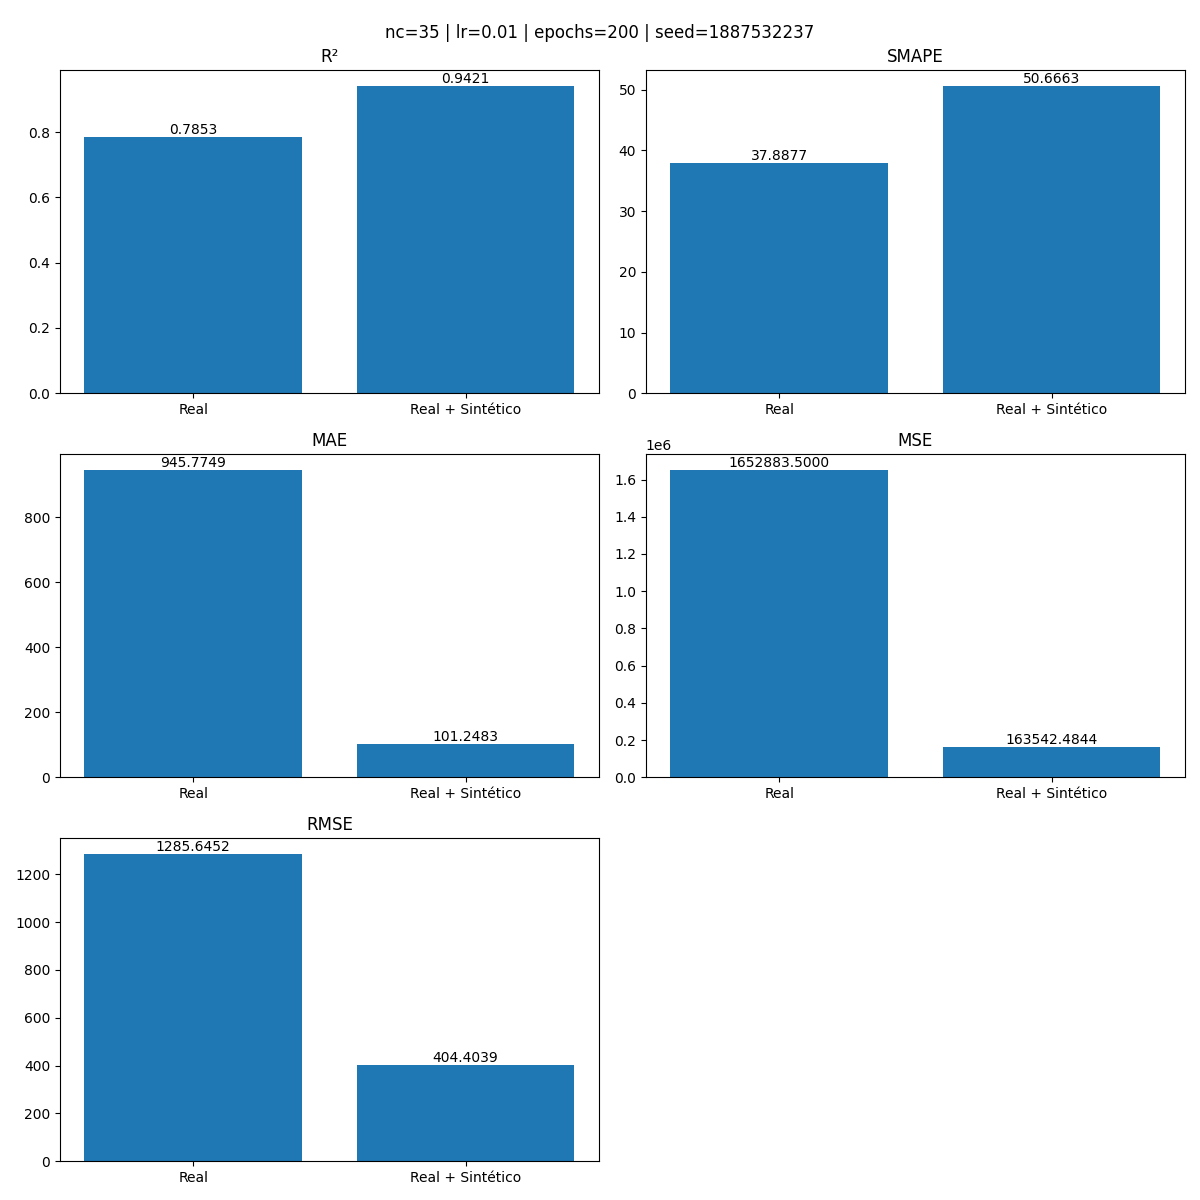 nc=35 | lr=0.01 | epochs=200 | seed=1887532237
R²
0.7853
0.9421
0.8
0.6
0.4
0.2
0.0
Real
Real + Sintético
SMAPE
37.8877
50.6663
50
40
30
20
10
0
Real
Real + Sintético
MAE
945.7749
101.2483
800
600
400
200
0
Real
Real + Sintético
MSE
1e6
1652883.5000
163542.4844
1.6
1.4
1.2
1.0
0.8
0.6
0.4
0.2
0.0
Real
Real + Sintético
RMSE
1285.6452
404.4039
1200
1000
800
600
400
200
0
Real
Real + Sintético